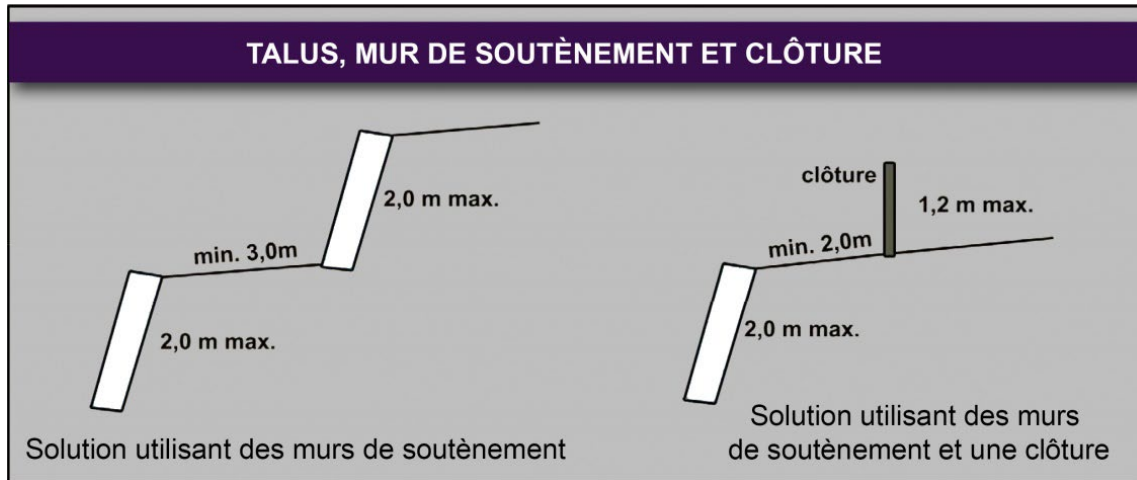 TALUS, MUR DE SOUTÈNEMENT ET CLÔTURE
2,0 m max.
min. 3,0m
2,0 m max.
Solution utilisant des murs de soutènement
clôture
1,2 m max.
min. 2,0m
2,0 m max.
Solution utilisant des murs
de soutènement et une clôture